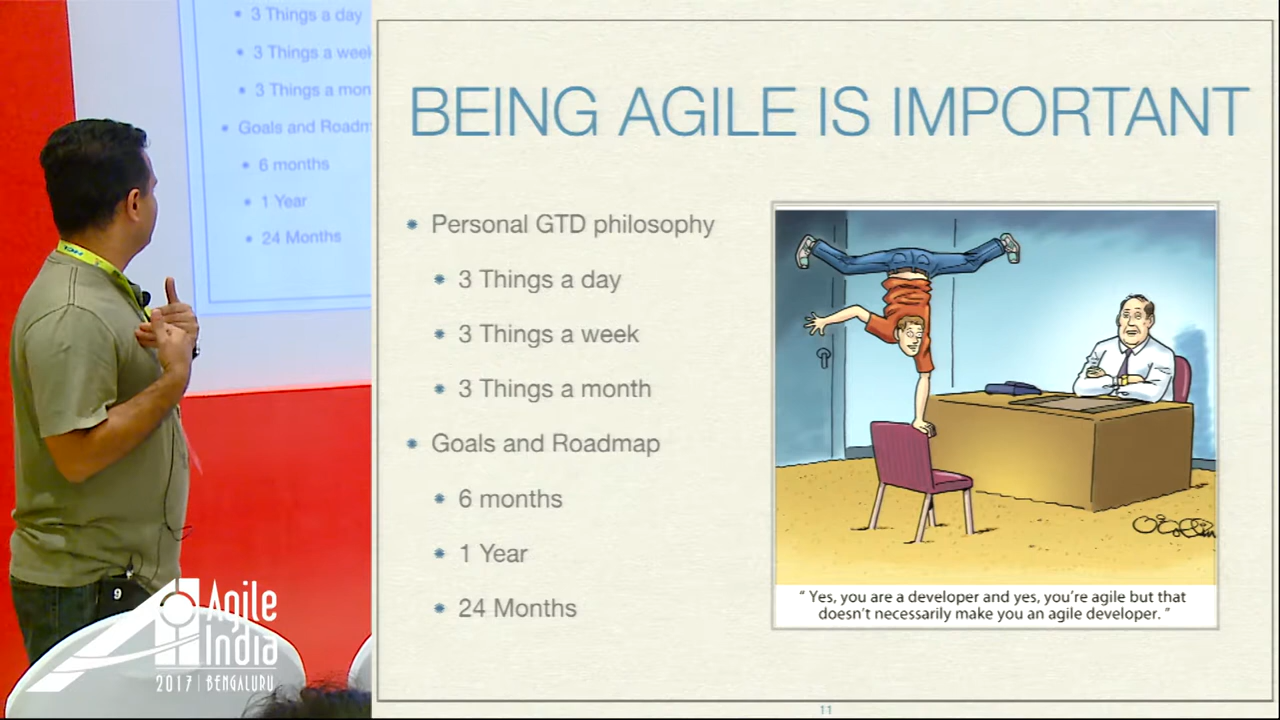 3 Things a day
3 Things a week
3 Things a mon
Goals and Roadm
6 months
1 Year
24 Months
9
Agile
India
2017 | BENGALURU
BEING AGILE IS IMPORTANT
Personal GTD philosophy
3 Things a day
3 Things a week
3 Things a month
Goals and Roadmap
6 months
1 Year
24 Months
“ Yes, you are a developer and yes, you’re agile but that
doesn’t necessarily make you an agile developer. ”
11